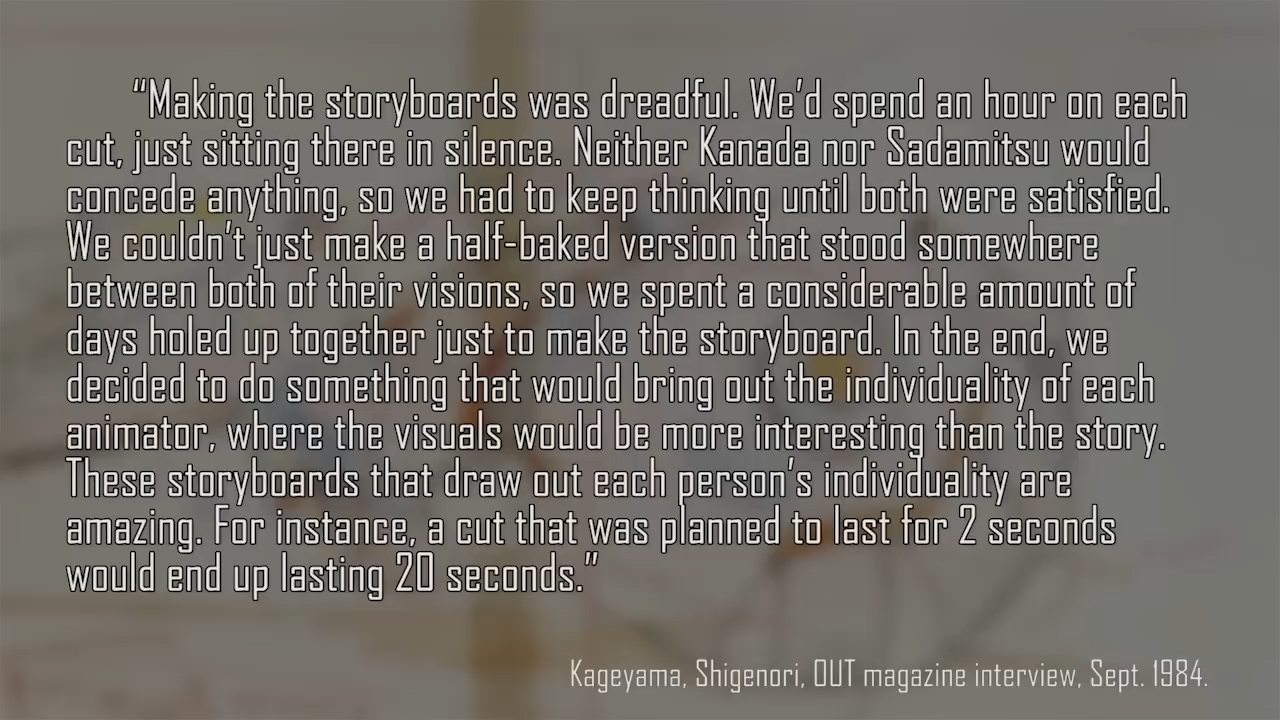 “Making the storyboards was dreadful. We’d spend an hour on each
cut, just sitting there in silence. Neither Kanada nor Sadamitsu would
concede anything, so we had to keep thinking until both were satisfied.
We couldn’t just make a half-baked version that stood somewhere
between both of their visions, so we spent a considerable amount of
days holed up together just to make the storyboard. In the end, we
decided to do something that would bring out the individuality of each
animator, where the visuals would be more interesting than the story.
These storyboards that draw out each person’s individuality are
amazing. For instance, a cut that was planned to last for 2 seconds
would end up lasting 20 seconds.”
Kageyama, Shigenori, OUT magazine interview, Sept. 1984.